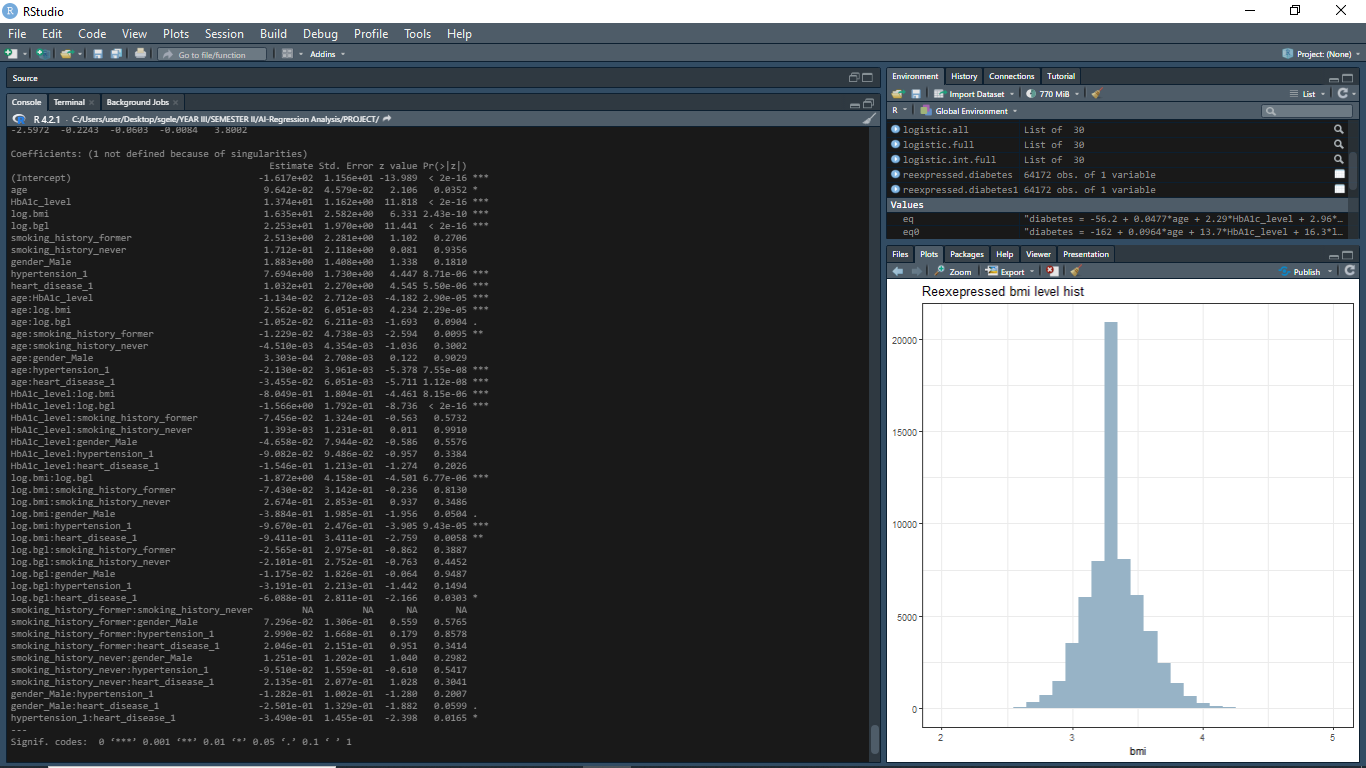 RStudio
File Edit Code View Plots Session Build Debug Profile Tools Help
Go to file/function Addins Project: (None)
Source
Console Terminal Background Jobs
R 4.2.1 · C:/Users/user/Desktop/sgele/YEAR III/SEMESTER II/AI-Regression Analysis/PROJECT/
-2.5972 -0.2243 -0.0603 -0.0084 3.8002
Coefficients: (1 not defined because of singularities)
Estimate Std. Error z value Pr(>|z|)
(Intercept) -1.617e+02 1.156e+01 -13.989 < 2e-16 ***
age 9.642e-02 4.579e-02 2.106 0.0352 *
HbA1c_level 1.374e+01 1.162e+00 11.818 < 2e-16 ***
log.bmi 1.635e+01 2.582e+00 6.331 2.43e-10 ***
log.bgl 2.253e+01 1.970e+00 11.441 < 2e-16 ***
smoking_history_former 2.513e+00 2.281e+00 1.102 0.2706
smoking_history_never 1.712e-01 2.118e+00 0.081 0.9356
gender_Male 1.883e+00 1.408e+00 1.338 0.1810
hypertension_1 7.694e+00 1.730e+00 4.447 8.71e-06 ***
heart_disease_1 1.032e+01 2.270e+00 4.545 5.50e-06 ***
age:HbA1c_level -1.134e-02 2.712e-03 -4.182 2.90e-05 ***
age:log.bmi 2.562e-02 6.051e-03 4.234 2.29e-05 ***
age:log.bgl -1.052e-02 6.211e-03 -1.693 0.0904 .
age:smoking_history_former -1.229e-02 4.738e-03 -2.594 0.0095 **
age:smoking_history_never -4.510e-03 4.354e-03 -1.036 0.3002
age:gender_Male 3.303e-04 2.708e-03 0.122 0.9029
age:hypertension_1 -2.130e-02 3.961e-03 -5.378 7.55e-08 ***
age:heart_disease_1 -3.455e-02 6.051e-03 -5.711 1.12e-08 ***
HbA1c_level:log.bmi -8.049e-01 1.804e-01 -4.461 8.15e-06 ***
HbA1c_level:log.bgl -1.566e+00 1.792e-01 -8.736 < 2e-16 ***
HbA1c_level:smoking_history_former -7.456e-02 1.324e-01 -0.563 0.5732
HbA1c_level:smoking_history_never 1.393e-03 1.231e-01 0.011 0.9910
HbA1c_level:gender_Male -4.658e-02 7.944e-02 -0.586 0.5576
HbA1c_level:hypertension_1 -9.082e-02 9.486e-02 -0.957 0.3384
HbA1c_level:heart_disease_1 -1.546e-01 1.213e-01 -1.274 0.2026
log.bmi:log.bgl -1.872e+00 4.158e-01 -4.501 6.77e-06 ***
log.bmi:smoking_history_former -7.430e-02 3.142e-01 -0.236 0.8130
log.bmi:smoking_history_never 2.674e-01 2.853e-01 0.937 0.3486
log.bmi:gender_Male -3.884e-01 1.985e-01 -1.956 0.0504 .
log.bmi:hypertension_1 -9.670e-01 2.476e-01 -3.905 9.43e-05 ***
log.bmi:heart_disease_1 -9.411e-01 3.411e-01 -2.759 0.0058 **
log.bgl:smoking_history_former -2.565e-01 2.975e-01 -0.862 0.3887
log.bgl:smoking_history_never -2.101e-01 2.752e-01 -0.763 0.4452
log.bgl:gender_Male -1.175e-02 1.826e-01 -0.064 0.9487
log.bgl:hypertension_1 -3.191e-01 2.213e-01 -1.442 0.1494
log.bgl:heart_disease_1 -6.088e-01 2.811e-01 -2.166 0.0303 *
smoking_history_former:smoking_history_never NA NA NA NA
smoking_history_former:gender_Male 7.296e-02 1.306e-01 0.559 0.5765
smoking_history_former:hypertension_1 2.990e-02 1.668e-01 0.179 0.8578
smoking_history_former:heart_disease_1 2.046e-01 2.151e-01 0.951 0.3414
smoking_history_never:gender_Male 1.251e-01 1.202e-01 1.040 0.2982
smoking_history_never:hypertension_1 -9.510e-02 1.559e-01 -0.610 0.5417
smoking_history_never:heart_disease_1 2.135e-01 2.077e-01 1.028 0.3041
gender_Male:hypertension_1 -1.282e-01 1.002e-01 -1.280 0.2007
gender_Male:heart_disease_1 -2.501e-01 1.329e-01 -1.882 0.0599 .
hypertension_1:heart_disease_1 -3.490e-01 1.455e-01 -2.398 0.0165 *
---
Signif. codes: 0 ‘***’ 0.001 ‘**’ 0.01 ‘*’ 0.05 ‘.’ 0.1 ‘ ’ 1
Environment History Connections Tutorial
Import Dataset 770 MiB List
R Global Environment
logistic.all List of 30
logistic.full List of 30
logistic.int.full List of 30
reexpressed.diabetes 64172 obs. of 1 variable
reexpressed.diabetes1 64172 obs. of 1 variable
Values
eq "diabetes = -56.2 + 0.0477*age + 2.29*HbA1c_level + 2.96*…
eq0 "diabetes = -162 + 0.0964*age + 13.7*HbA1c_level + 16.3*l…
Files Plots Packages Help Viewer Presentation
Zoom Export Publish
Reexepressed bmi level hist
20000
15000
10000
5000
0
2 3 4 5
bmi